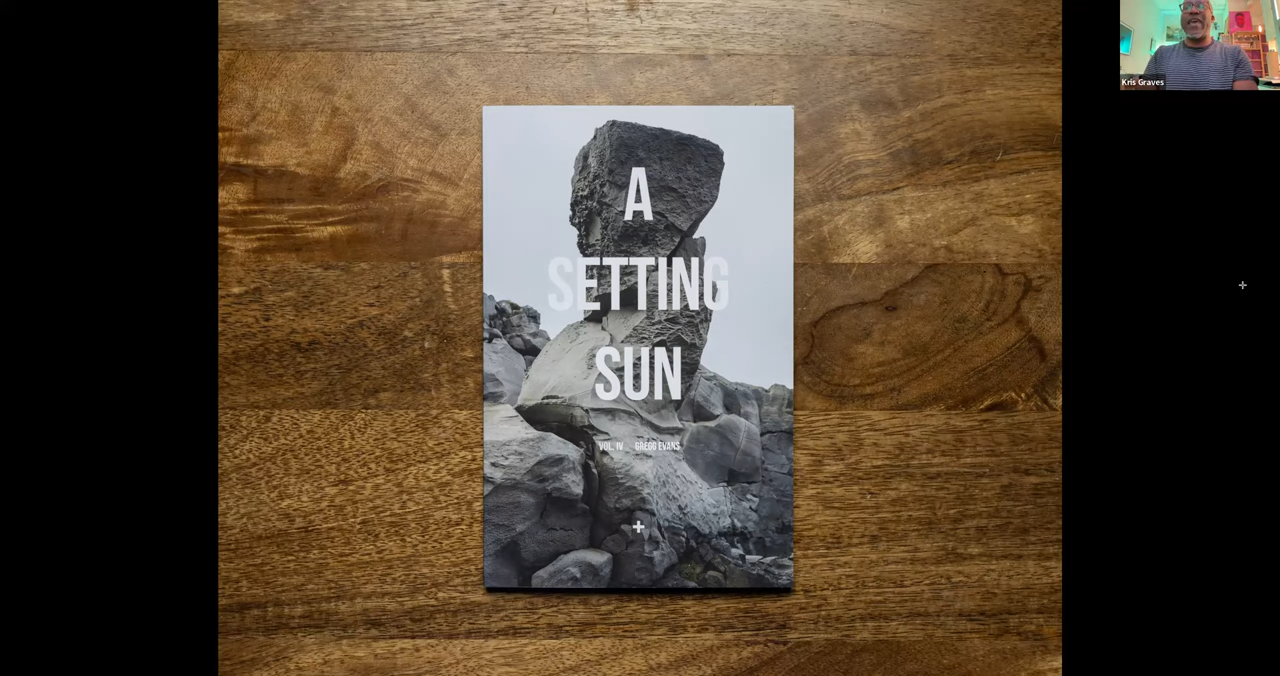 A
SETTING
SUN
VOL. IV GREGG EVANS
Kris Graves